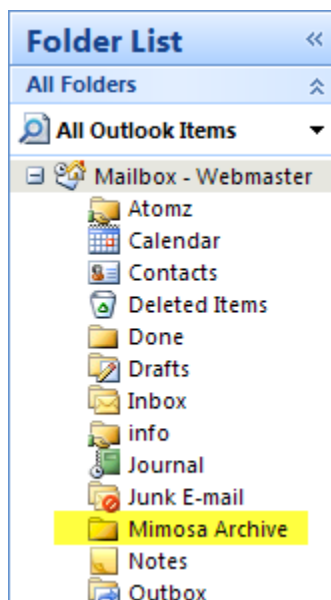 Folder List
All Folders
All Outlook Items
Mailbox - Webmaster
Atomz
Calendar
Contacts
Deleted Items
Done
Drafts
Inbox
info
Journal
Junk E-mail
Mimosa Archive
Notes
Outbox